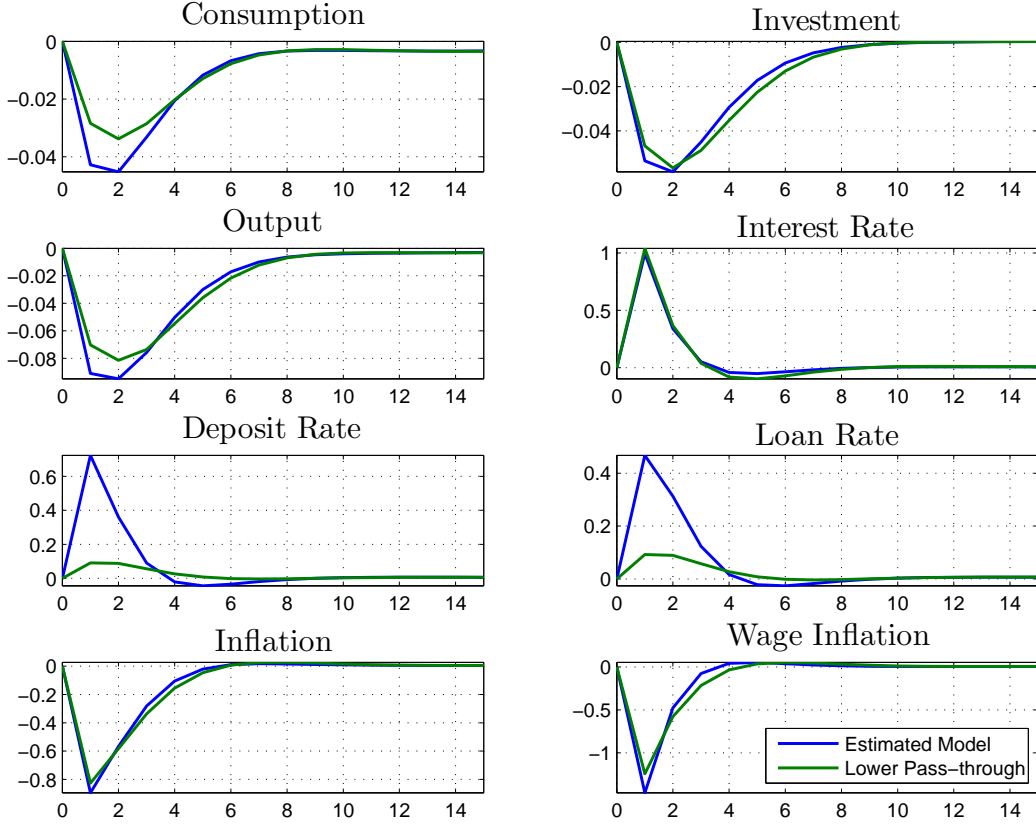 Consumption
0
−0.02
−0.04
0 2 4 6 8 10 12 14
Investment
0
−0.02
−0.04
0 2 4 6 8 10 12 14
Output
0
−0.02
−0.04
−0.06
−0.08
0 2 4 6 8 10 12 14
Interest Rate
1
0.5
0
0 2 4 6 8 10 12 14
Deposit Rate
0.6
0.4
0.2
0
0 2 4 6 8 10 12 14
Loan Rate
0.4
0.2
0
0 2 4 6 8 10 12 14
Inflation
0
−0.2
−0.4
−0.6
−0.8
0 2 4 6 8 10 12 14
Wage Inflation
0
−0.5
−1
0 2 4 6 8 10 12 14
Estimated Model
Lower Pass−through